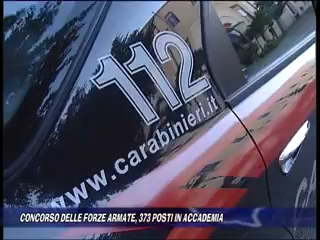 112
www.carabinieri.it
CONCORSO DELLE FORZE ARMATE, 373 POSTI IN ACCADEMIA